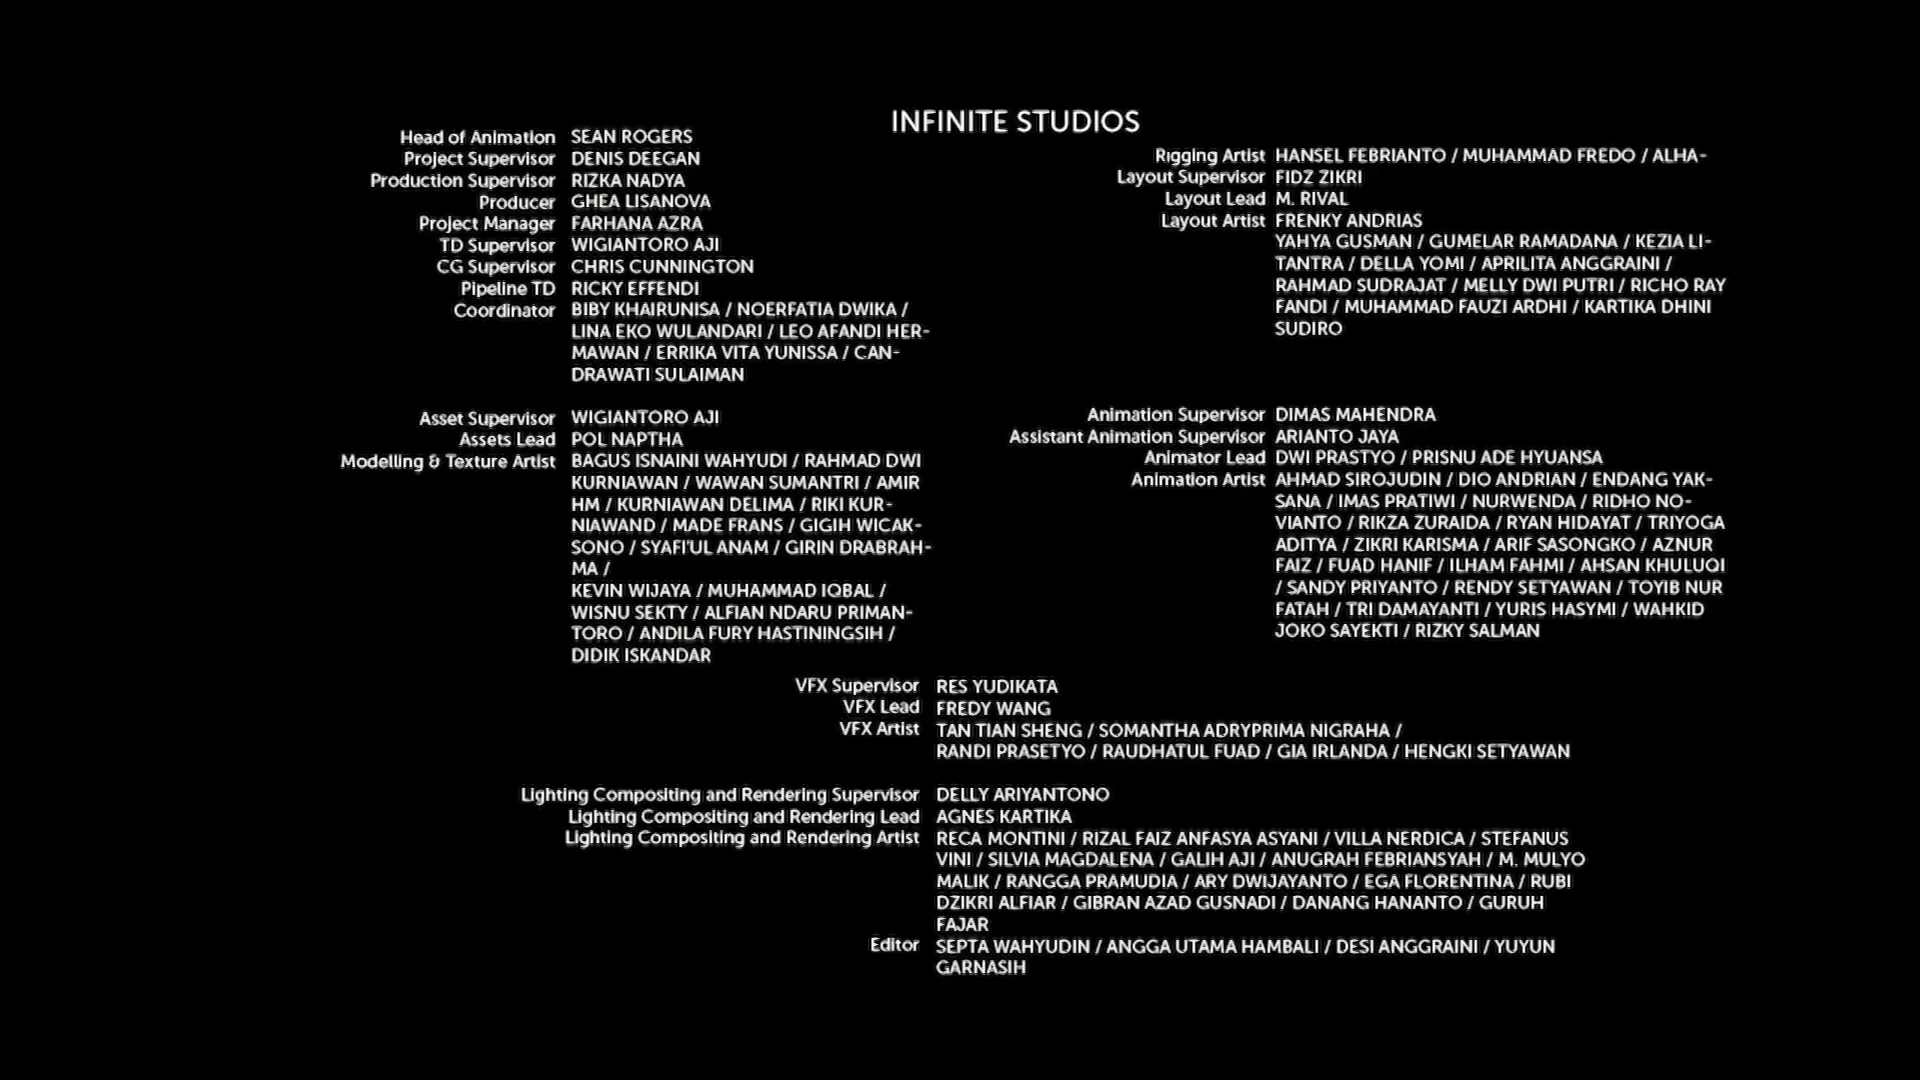 INFINITE STUDIOS
Head of Animation SEAN ROGERS
Project Supervisor DENIS DEEGAN
Production Supervisor RIZKA NADYA
Producer GHEA LISANOVA
Project Manager FARHANA AZRA
TD Supervisor WIGIANTORO AJI
CG Supervisor CHRIS CUNNINGTON
Pipeline TD RICKY EFFENDI
Coordinator BIBY KHAIRUNISA / NOERFATIA DWIKA /
LINA EKO WULANDARI / LEO AFANDI HER-
MAWAN / ERRIKA VITA YUNISSA / CAN-
DRAWATI SULAIMAN
Asset Supervisor WIGIANTORO AJI
Assets Lead POL NAPTHA
Modelling & Texture Artist BAGUS ISNAINI WAHYUDI / RAHMAD DWI
KURNIAWAN / WAWAN SUMANTRI / AMIR
HM / KURNIAWAN DELIMA / RIKI KUR-
NIAWAND / MADE FRANS / GIGIH WICAK-
SONO / SYAFI'UL ANAM / GIRIN DRABRAH-
MA /
KEVIN WIJAYA / MUHAMMAD IQBAL /
WISNU SEKTY / ALFIAN NDARU PRIMAN-
TORO / ANDILA FURY HASTININGSIH /
DIDIK ISKANDAR
Rigging Artist HANSEL FEBRIANTO / MUHAMMAD FREDO / ALHA-
Layout Supervisor FIDZ ZIKRI
Layout Lead M. RIVAL
Layout Artist FRENKY ANDRIAS
YAHYA GUSMAN / GUMELAR RAMADANA / KEZIA LI-
TANTRA / DELLA YOMI / APRILITA ANGGRAINI /
RAHMAD SUDRAJAT / MELLY DWI PUTRI / RICHO RAY
FANDI / MUHAMMAD FAUZI ARDHI / KARTIKA DHINI
SUDIRO
Animation Supervisor DIMAS MAHENDRA
Assistant Animation Supervisor ARIANTO JAYA
Animator Lead DWI PRASTYO / PRISNU ADE HYUANSA
Animation Artist AHMAD SIROJUDIN / DIO ANDRIAN / ENDANG YAK-
SANA / IMAS PRATIWI / NURWENDA / RIDHO NO-
VIANTO / RIKZA ZURAIDA / RYAN HIDAYAT / TRIYOGA
ADITYA / ZIKRI KARISMA / ARIF SASONGKO / AZNUR
FAIZ / FUAD HANIF / ILHAM FAHMI / AHSAN KHULUQI
/ SANDY PRIYANTO / RENDY SETYAWAN / TOYIB NUR
FATAH / TRI DAMAYANTI / YURIS HASYMI / WAHKID
JOKO SAYEKTI / RIZKY SALMAN
VFX Supervisor RES YUDIKATA
VFX Lead FREDY WANG
VFX Artist TAN TIAN SHENG / SOMANTHA ADRYPRIMA NIGRAHA /
RANDI PRASETYO / RAUDHATUL FUAD / GIA IRLANDA / HENGKI SETYAWAN
Lighting Compositing and Rendering Supervisor DELLY ARIYANTONO
Lighting Compositing and Rendering Lead AGNES KARTIKA
Lighting Compositing and Rendering Artist RECA MONTINI / RIZAL FAIZ ANFASYA ASYANI / VILLA NERDICA / STEFANUS
VINI / SILVIA MAGDALENA / GALIH AJI / ANUGRAH FEBRIANSYAH / M. MULYO
MALIK / RANGGA PRAMUDIA / ARY DWIJAYANTO / EGA FLORENTINA / RUBI
DZIKRI ALFIAR / GIBRAN AZAD GUSNADI / DANANG HANANTO / GURUH
FAJAR
Editor SEPTA WAHYUDIN / ANGGA UTAMA HAMBALI / DESI ANGGRAINI / YUYUN
GARNASIH